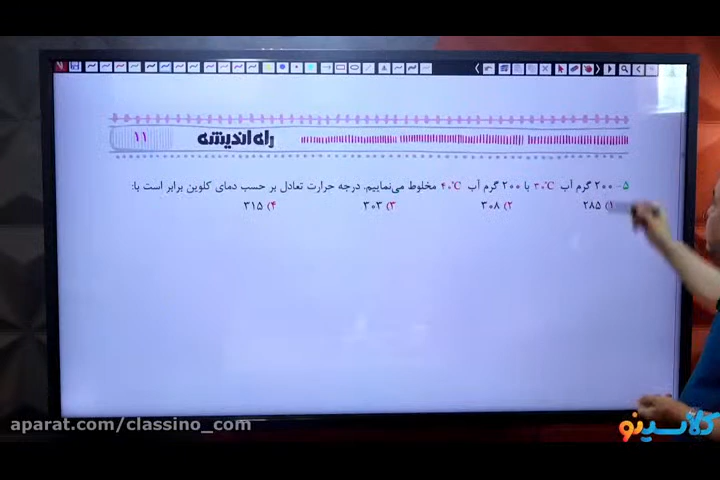 راه اندیشه
۱۱
۵- ۲۰۰ گرم آب ۳۰°C با ۲۰۰ گرم آب ۴۰°C مخلوط می‌نماییم. درجه حرارت تعادل بر حسب دمای کلوین برابر است با:
۱) ۲۸۵ ۲) ۳۰۸ ۳) ۳۰۳ ۴) ۳۱۵
aparat.com/classino_com
کلاسینو